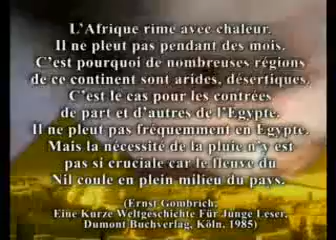 L'Afrique rime avec chaleur.
Il ne pleut pas pendant des mois.
C'est pourquoi de nombreuses régions
de ce continent sont arides, désertiques.
C'est le cas pour les contrées
de part et d'autres de l'Egypte.
Il ne pleut pas fréquemment en Egypte.
Mais la nécessité de la pluie n'y est
pas si cruciale car le fleuve du
Nil coule en plein milieu du pays.
(Ernst Gombrich,
Eine Kurze Weltgeschichte Für Junge Leser,
Dumont Buchverlag, Köln, 1985)